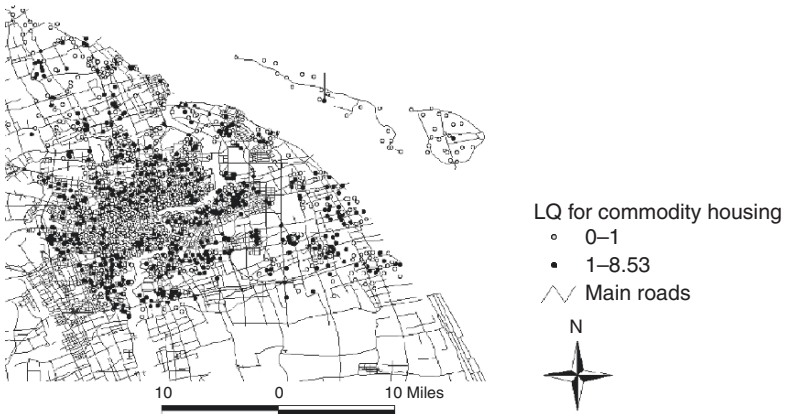 LQ for commodity housing
0–1
1–8.53
Main roads
N
10 0 10 Miles